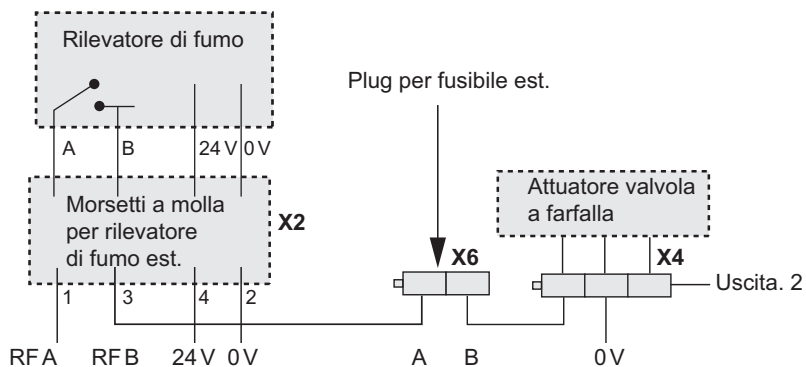 Rilevatore di fumo
Plug per fusibile est.
A B 24 V 0 V
Attuatore valvola
a farfalla
Morsetti a molla
per rilevatore
di fumo est.
X2
X6
X4
Uscita. 2
1 3 4 2
RF A RF B 24 V 0 V A B 0 V